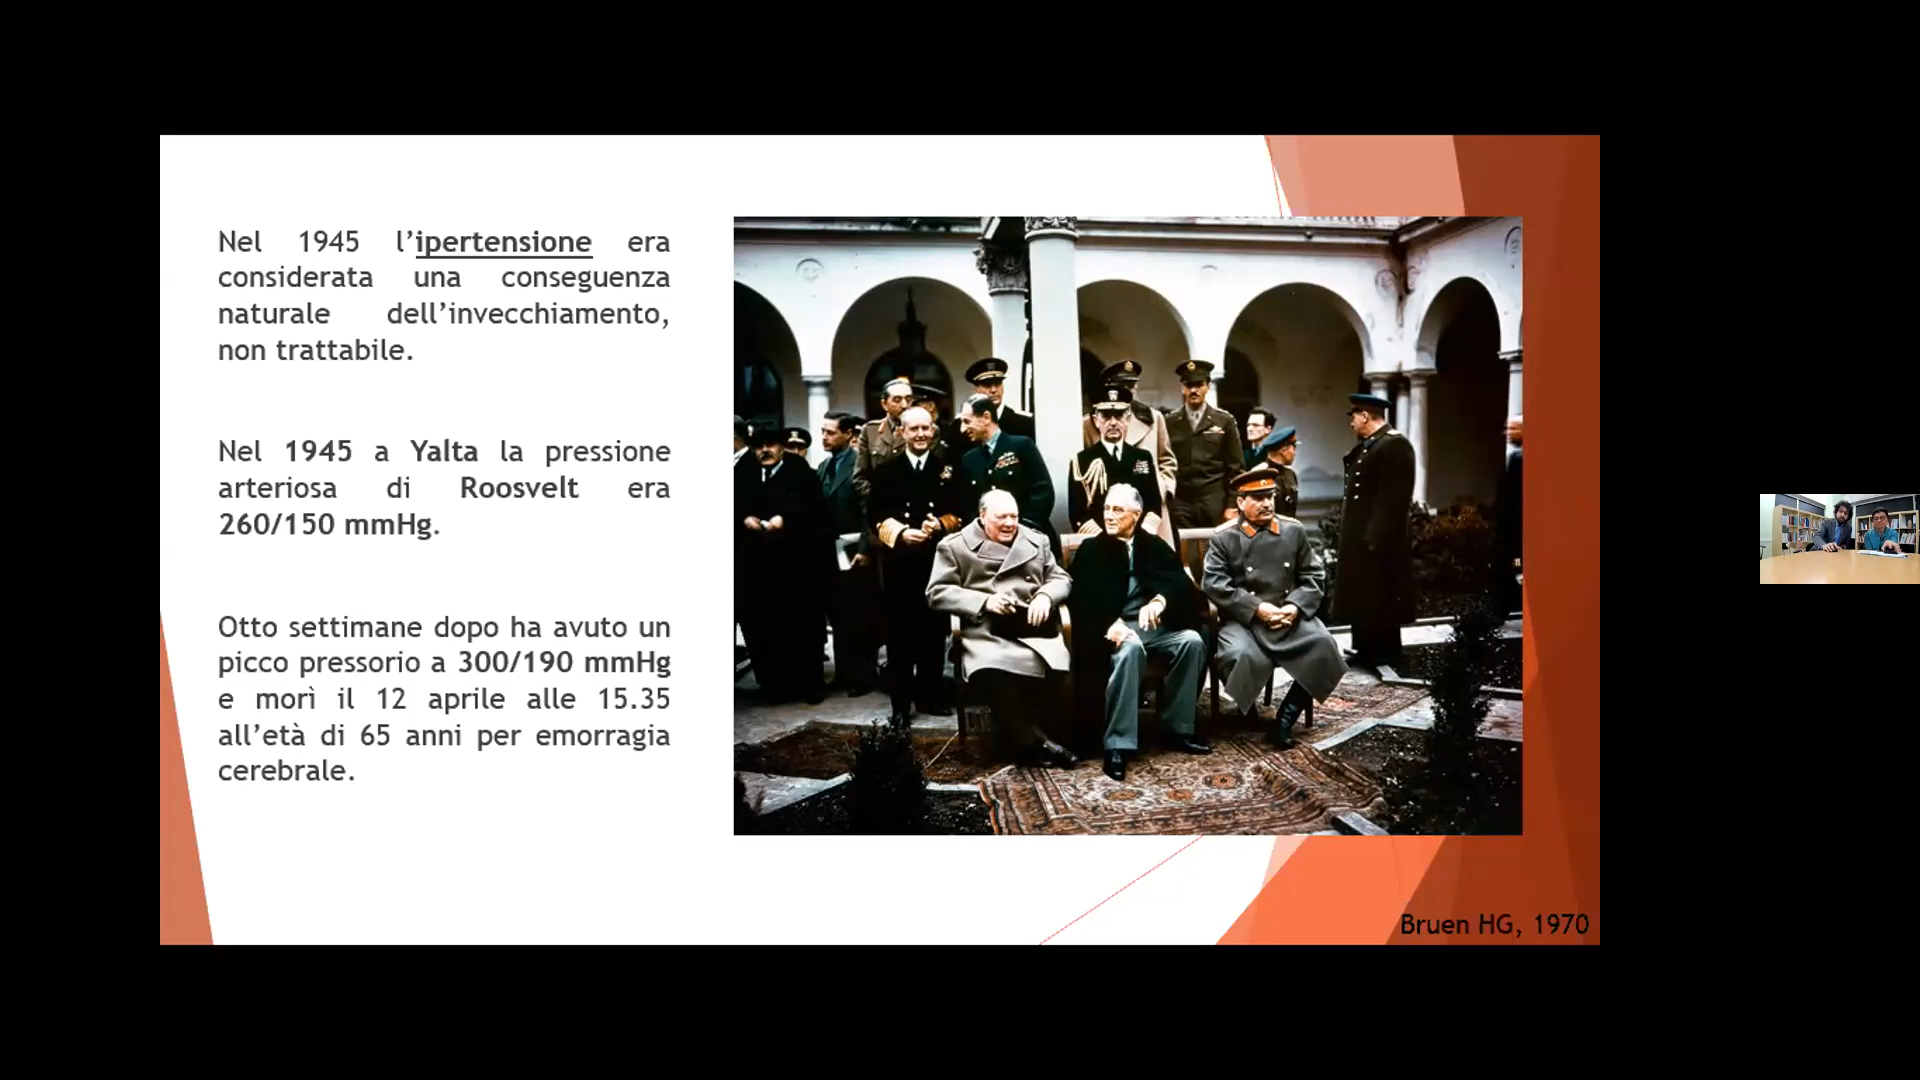 Nel 1945 l’ipertensione era
considerata una conseguenza
naturale dell’invecchiamento,
non trattabile.
Nel 1945 a Yalta la pressione
arteriosa di Roosvelt era
260/150 mmHg.
Otto settimane dopo ha avuto un
picco pressorio a 300/190 mmHg
e morì il 12 aprile alle 15.35
all’età di 65 anni per emorragia
cerebrale.
Bruen HG, 1970